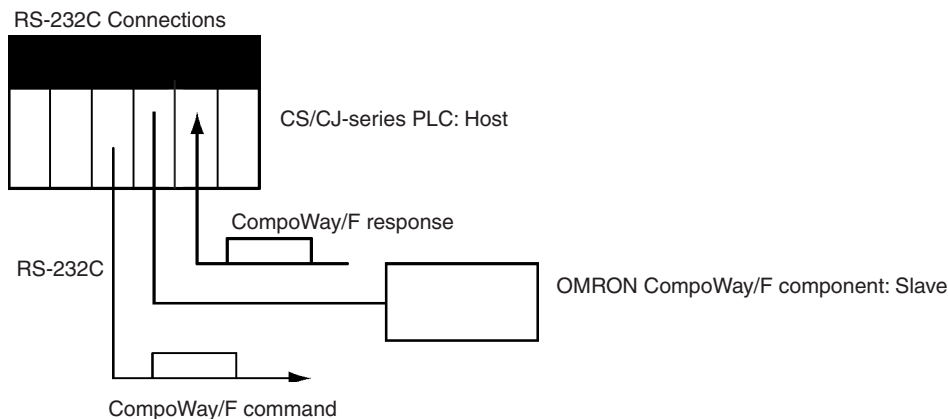 RS-232C Connections
CS/CJ-series PLC: Host
CompoWay/F response
RS-232C
OMRON CompoWay/F component: Slave
CompoWay/F command